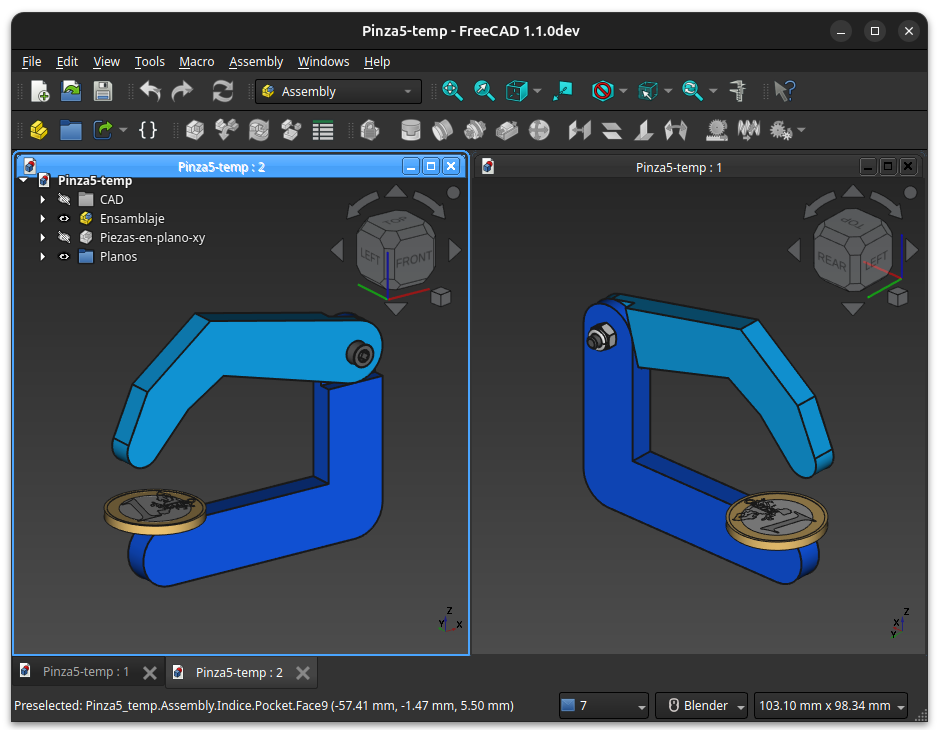 Pinza5-temp - FreeCAD 1.1.0dev
File Edit View Tools Macro Assembly Windows Help
Assembly
Pinza5-temp : 2
Pinza5-temp
CAD
Ensamblaje
Piezas-en-plano-xy
Planos
TOP
LEFT FRONT
Z
Y X
Pinza5-temp : 1
TOP
REAR LEFT
Z
X
Y
Pinza5-temp : 1 Pinza5-temp : 2
Preselected: Pinza5_temp.Assembly.Indice.Pocket.Face9 (-57.41 mm, -1.47 mm, 5.50 mm) 7 Blender 103.10 mm x 98.34 mm